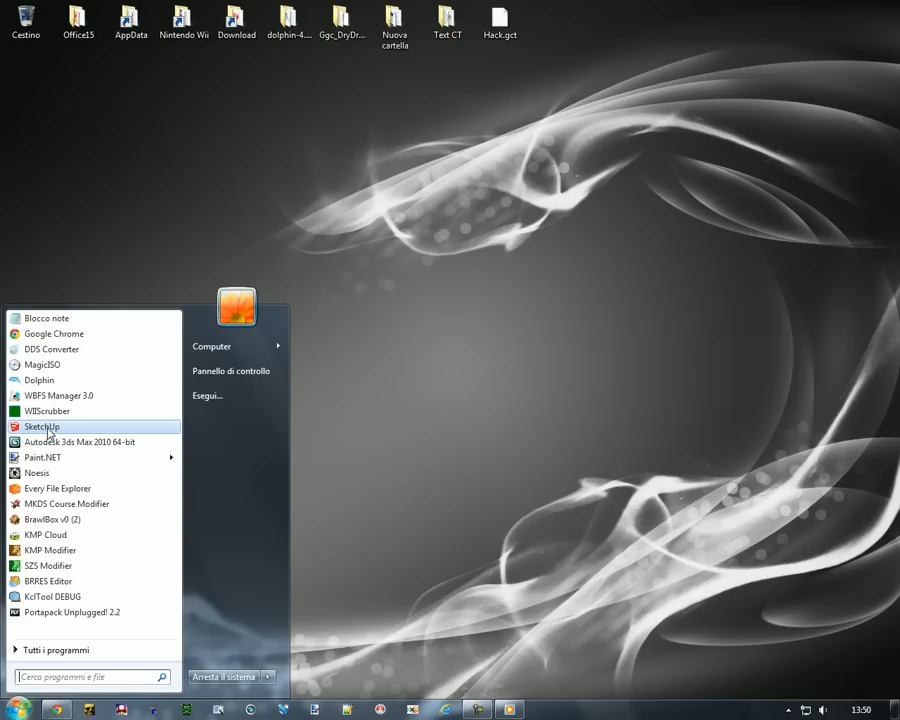 Cestino
Office15
AppData
Nintendo Wii
Download
dolphin-4....
Ggc_DryDr...
Nuova
cartella
Text CT
Hack.gct
Blocco note
Google Chrome
DDS Converter
MagicISO
Dolphin
WBFS Manager 3.0
WIIScrubber
SketchUp
Autodesk 3ds Max 2010 64-bit
Paint.NET
Noesis
Every File Explorer
MKDS Course Modifier
BrawlBox v0 (2)
KMP Cloud
KMP Modifier
SZS Modifier
BRRES Editor
KclTool DEBUG
Portapack Unplugged! 2.2
Tutti i programmi
Cerca programmi e file
Computer
Pannello di controllo
Esegui...
Arresta il sistema
13:50